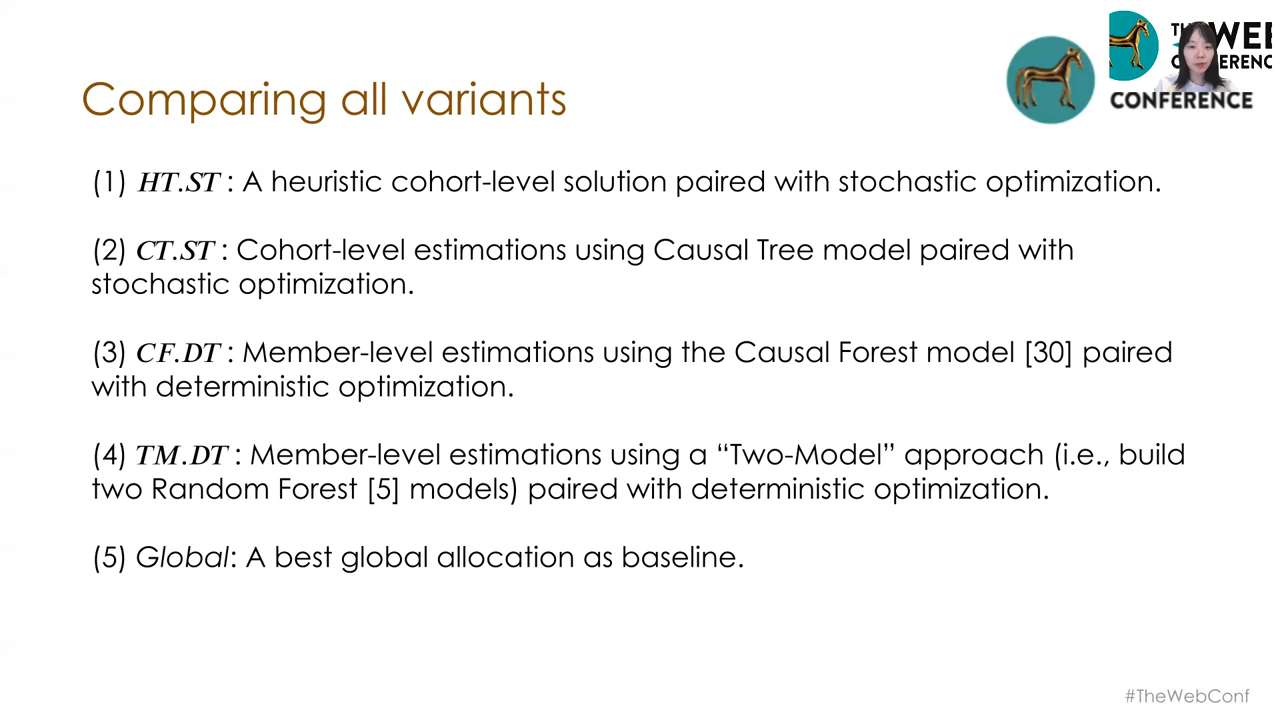 THE WEB
CONFERENCE
CONFERENCE
Comparing all variants
(1) HT.ST : A heuristic cohort-level solution paired with stochastic optimization.
(2) CT.ST : Cohort-level estimations using Causal Tree model paired with
stochastic optimization.
(3) CF.DT : Member-level estimations using the Causal Forest model [30] paired
with deterministic optimization.
(4) TM.DT : Member-level estimations using a “Two-Model” approach (i.e., build
two Random Forest [5] models) paired with deterministic optimization.
(5) Global: A best global allocation as baseline.
#TheWebConf